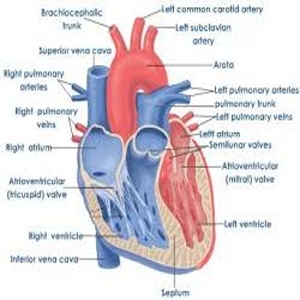 Brachiocephalic
trunk
Left common carotid artery
Left subclavian
artery
Superior vena cava
Arota
Right pulmonary
arteries
Left pulmonary arteries
pulmonary trunk
Left pulmonary veins
Right pulmonary
veins
Left atrium
Semilunar valves
Right atrium
Atrioventricular
(mitral) valve
Atrioventricular
(tricuspid) valve
Left ventricle
Right ventricle
Inferior vena cava
Septum